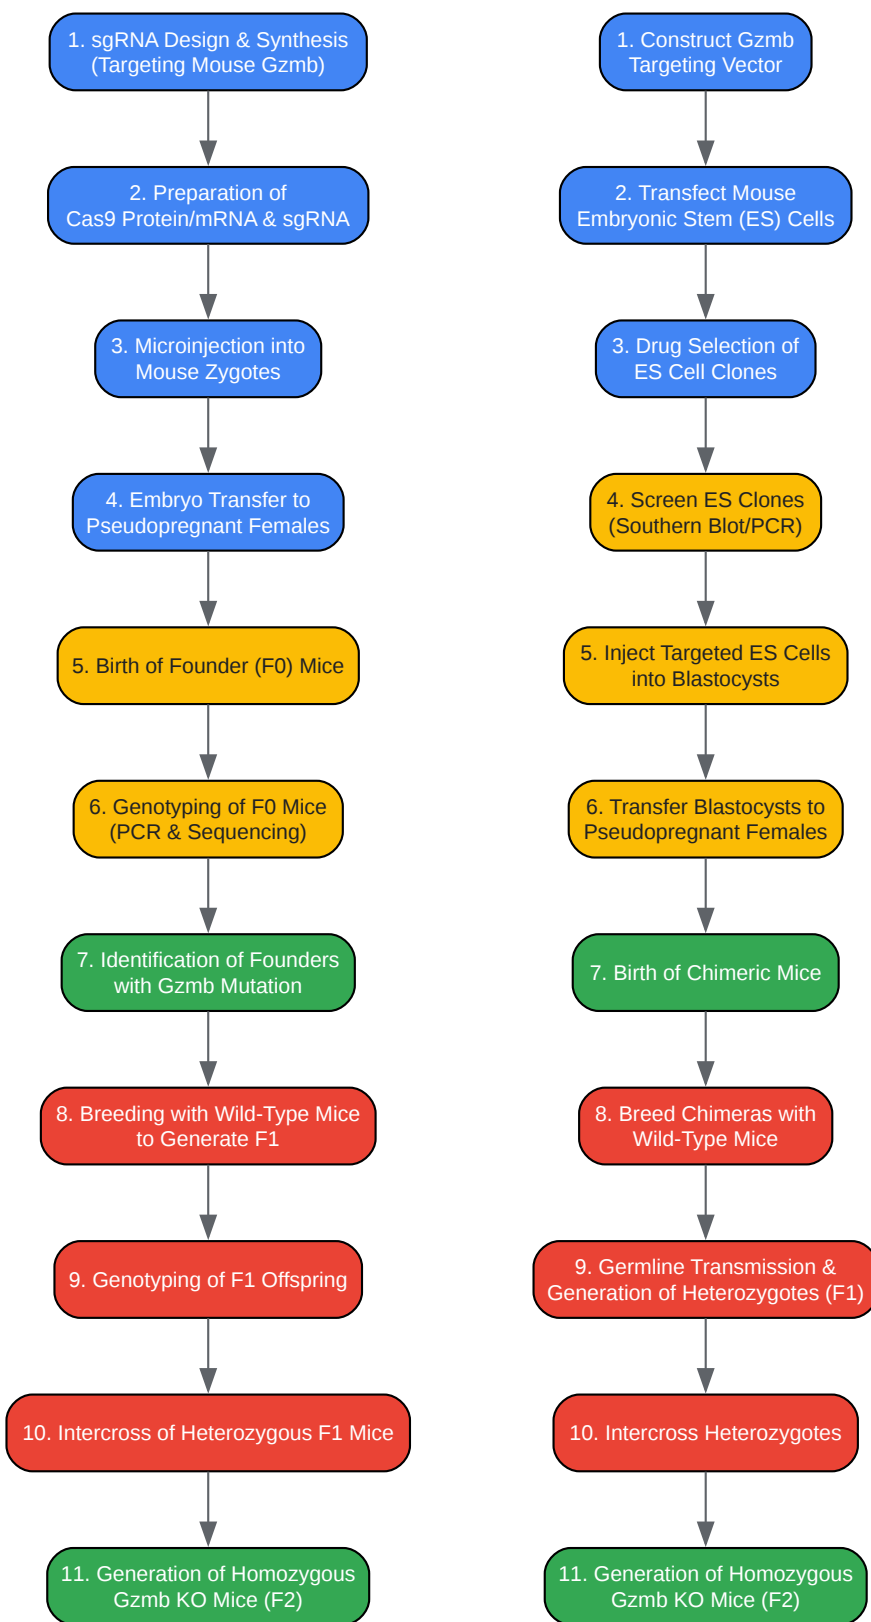 1. sgRNA Design & Synthesis
(Targeting Mouse Gzmb)
2. Preparation of
Cas9 Protein/mRNA & sgRNA
3. Microinjection into
Mouse Zygotes
4. Embryo Transfer to
Pseudopregnant Females
5. Birth of Founder (F0) Mice
6. Genotyping of F0 Mice
(PCR & Sequencing)
7. Identification of Founders
with Gzmb Mutation
8. Breeding with Wild-Type Mice
to Generate F1
9. Genotyping of F1 Offspring
10. Intercross of Heterozygous F1 Mice
11. Generation of Homozygous
Gzmb KO Mice (F2)
1. Construct Gzmb
Targeting Vector
2. Transfect Mouse
Embryonic Stem (ES) Cells
3. Drug Selection of
ES Cell Clones
4. Screen ES Clones
(Southern Blot/PCR)
5. Inject Targeted ES Cells
into Blastocysts
6. Transfer Blastocysts to
Pseudopregnant Females
7. Birth of Chimeric Mice
8. Breed Chimeras with
Wild-Type Mice
9. Germline Transmission &
Generation of Heterozygotes (F1)
10. Intercross Heterozygotes
11. Generation of Homozygous
Gzmb KO Mice (F2)